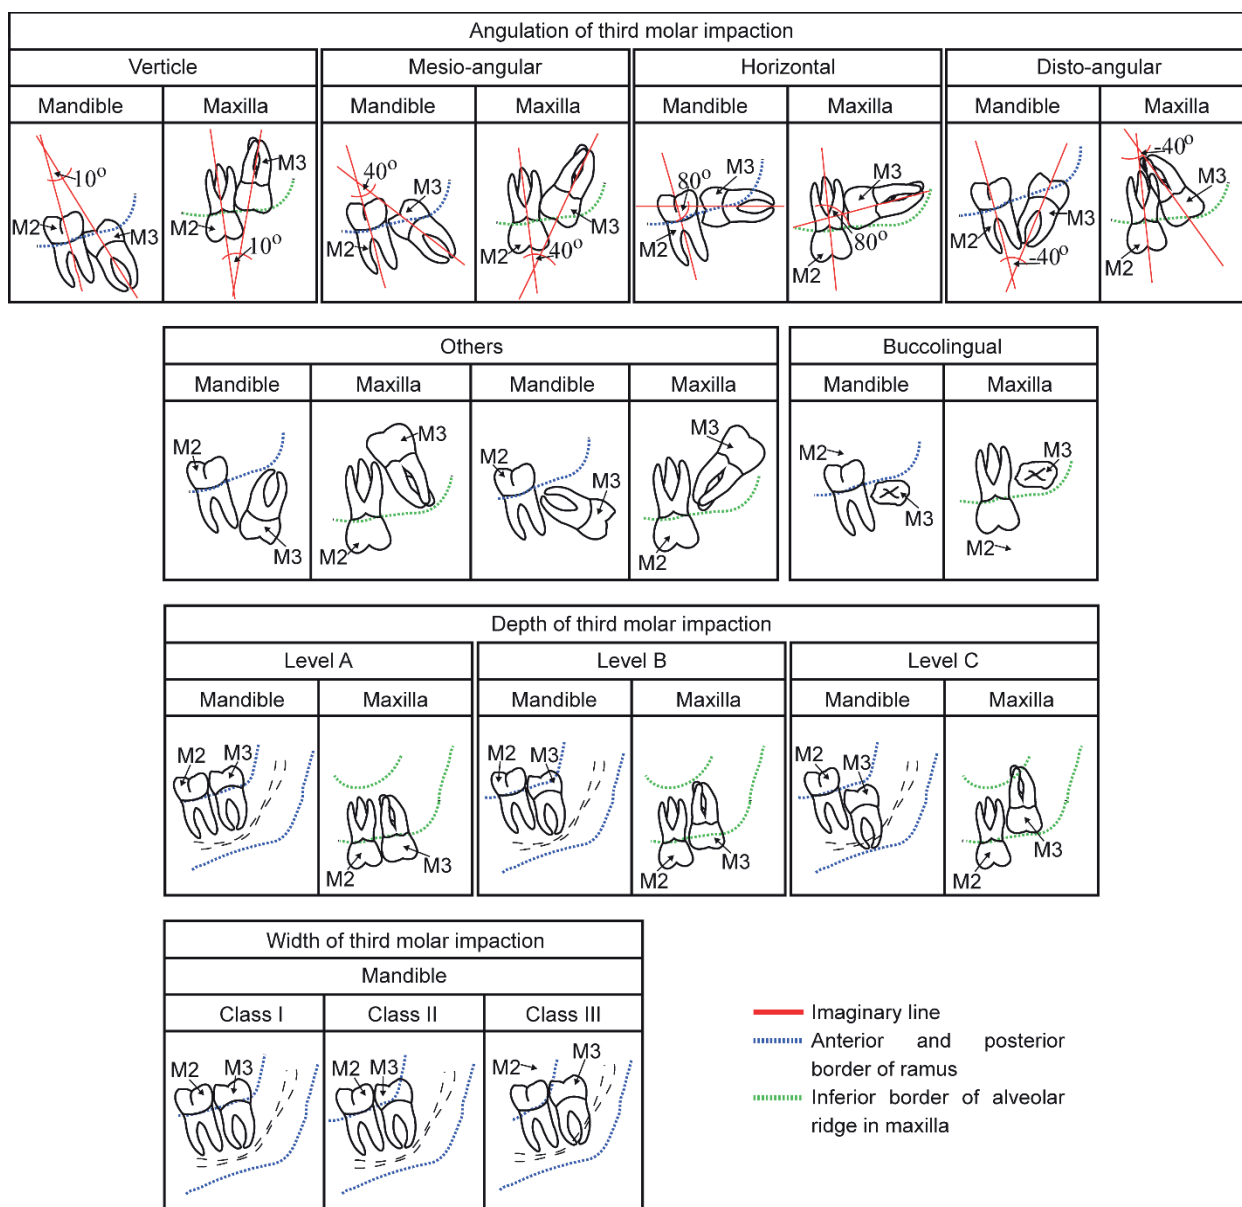 Angulation of third molar impaction
Verticle Mesio-angular Horizontal Disto-angular
Mandible Maxilla Mandible Maxilla Mandible Maxilla Mandible Maxilla
10° M2 M3
M3 M2 10°
40° M3 M2
M3 M2 40°
80° M3 M2
M3 80° M2
M2 M3 -40°
-40° M3 M2
Others Buccolingual
Mandible Maxilla Mandible Maxilla Mandible Maxilla
M2 M3
M3 M2
M2 M3
M3 M2
M2 M3
M3 M2
Depth of third molar impaction
Level A Level B Level C
Mandible Maxilla Mandible Maxilla Mandible Maxilla
M2 M3
M3 M2
M2 M3
M3 M2
M2 M3
M3 M2
Width of third molar impaction
Mandible
Class I Class II Class III
M2 M3
M2 M3
M2 M3
Imaginary line
Anterior and posterior
border of ramus
Inferior border of alveolar
ridge in maxilla